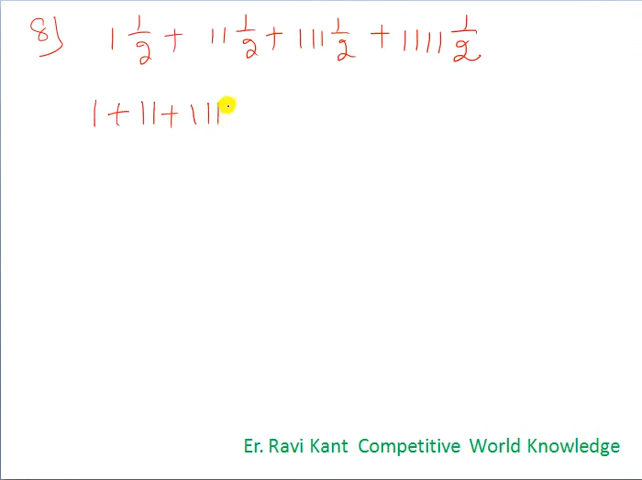 8) 1 1/2 + 11 1/2 + 111 1/2 + 1111 1/2
1 + 11 + 111
Er. Ravi Kant Competitive World Knowledge